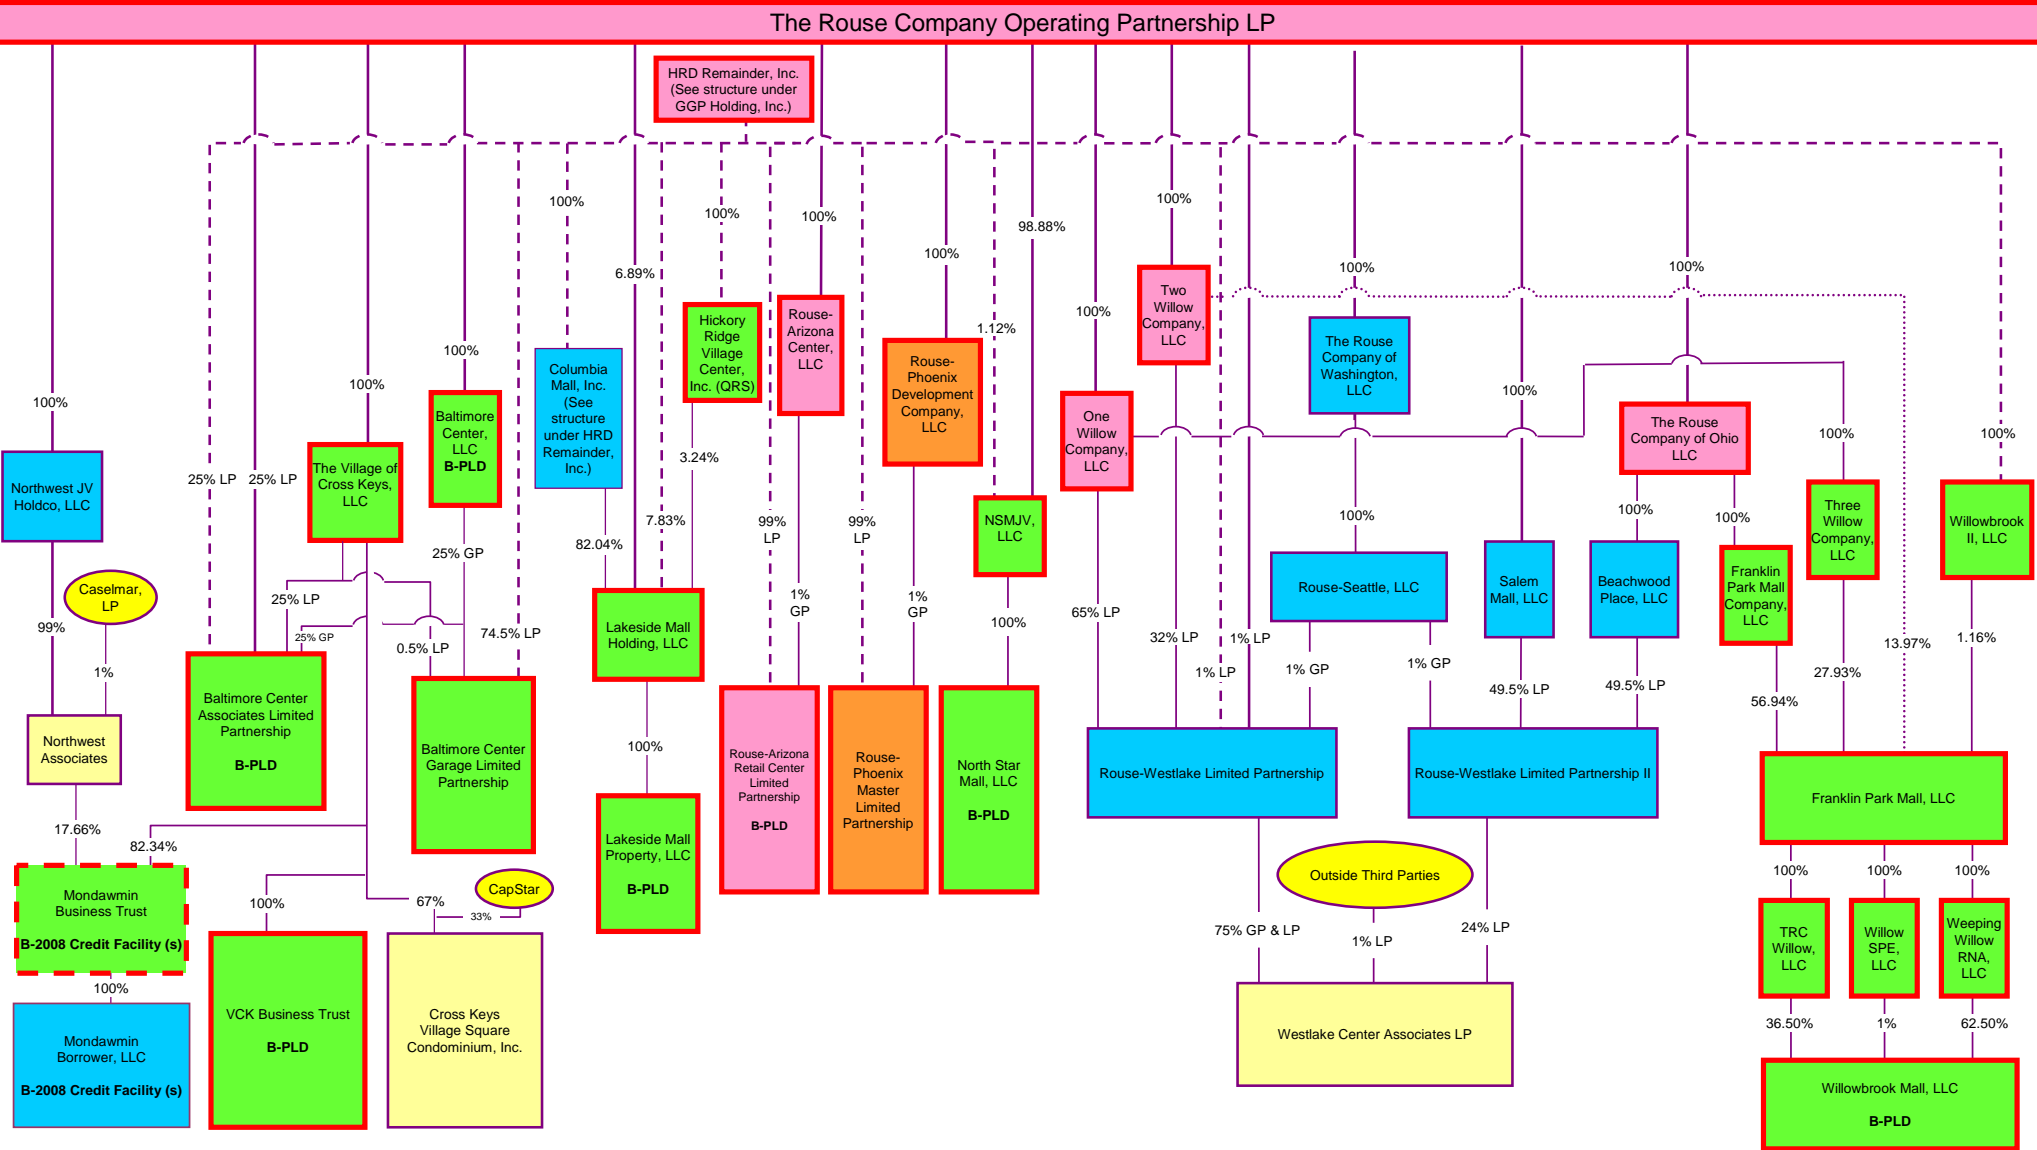 The Rouse Company Operating Partnership LP
HRD Remainder, Inc.
(See structure under
GGP Holding, Inc.)
100%
100%
100%
100%
6.89%
100%
100%
100%
1.12%
98.88%
100%
100%
100%
100%
100%
100%
100%
Northwest JV
Holdco, LLC
25% LP
25% LP
The Village of
Cross Keys,
LLC
Baltimore
Center,
LLC
B-PLD
Columbia
Mall, Inc.
(See
structure
under HRD
Remainder,
Inc.)
Hickory
Ridge
Village
Center,
Inc. (QRS)
Rouse-
Arizona
Center,
LLC
Rouse-
Phoenix
Development
Company,
LLC
NSMJV,
LLC
One
Willow
Company,
LLC
Two
Willow
Company,
LLC
The Rouse
Company of
Washington,
LLC
The Rouse
Company of Ohio
LLC
100%
Three
Willow
Company,
LLC
Willowbrook
II, LLC
Caselmar,
LP
99%
1%
25% LP
25% GP
0.5% LP
25% GP
74.5% LP
82.04%
7.83%
3.24%
99%
LP
1%
GP
99%
LP
1%
GP
100%
65% LP
32% LP
1% LP
1% LP
100%
Rouse-Seattle, LLC
1% GP
1% GP
Salem
Mall, LLC
49.5% LP
100%
Beachwood
Place, LLC
49.5% LP
100%
Franklin
Park Mall
Company,
LLC
56.94%
27.93%
13.97%
1.16%
Northwest
Associates
Baltimore Center
Associates Limited
Partnership
B-PLD
Baltimore Center
Garage Limited
Partnership
Lakeside Mall
Holding, LLC
100%
Lakeside Mall
Property, LLC
B-PLD
Rouse-Arizona
Retail Center
Limited
Partnership
B-PLD
Rouse-
Phoenix
Master
Limited
Partnership
North Star
Mall, LLC
B-PLD
Rouse-Westlake Limited Partnership
Rouse-Westlake Limited Partnership II
Franklin Park Mall, LLC
17.66%
82.34%
Mondawmin
Business Trust
B-2008 Credit Facility (s)
100%
Mondawmin
Borrower, LLC
B-2008 Credit Facility (s)
100%
VCK Business Trust
B-PLD
67%
33%
CapStar
Cross Keys
Village Square
Condominium, Inc.
Outside Third Parties
75% GP & LP
1% LP
24% LP
Westlake Center Associates LP
100%
100%
100%
TRC
Willow,
LLC
Willow
SPE,
LLC
Weeping
Willow
RNA,
LLC
36.50%
1%
62.50%
Willowbrook Mall, LLC
B-PLD